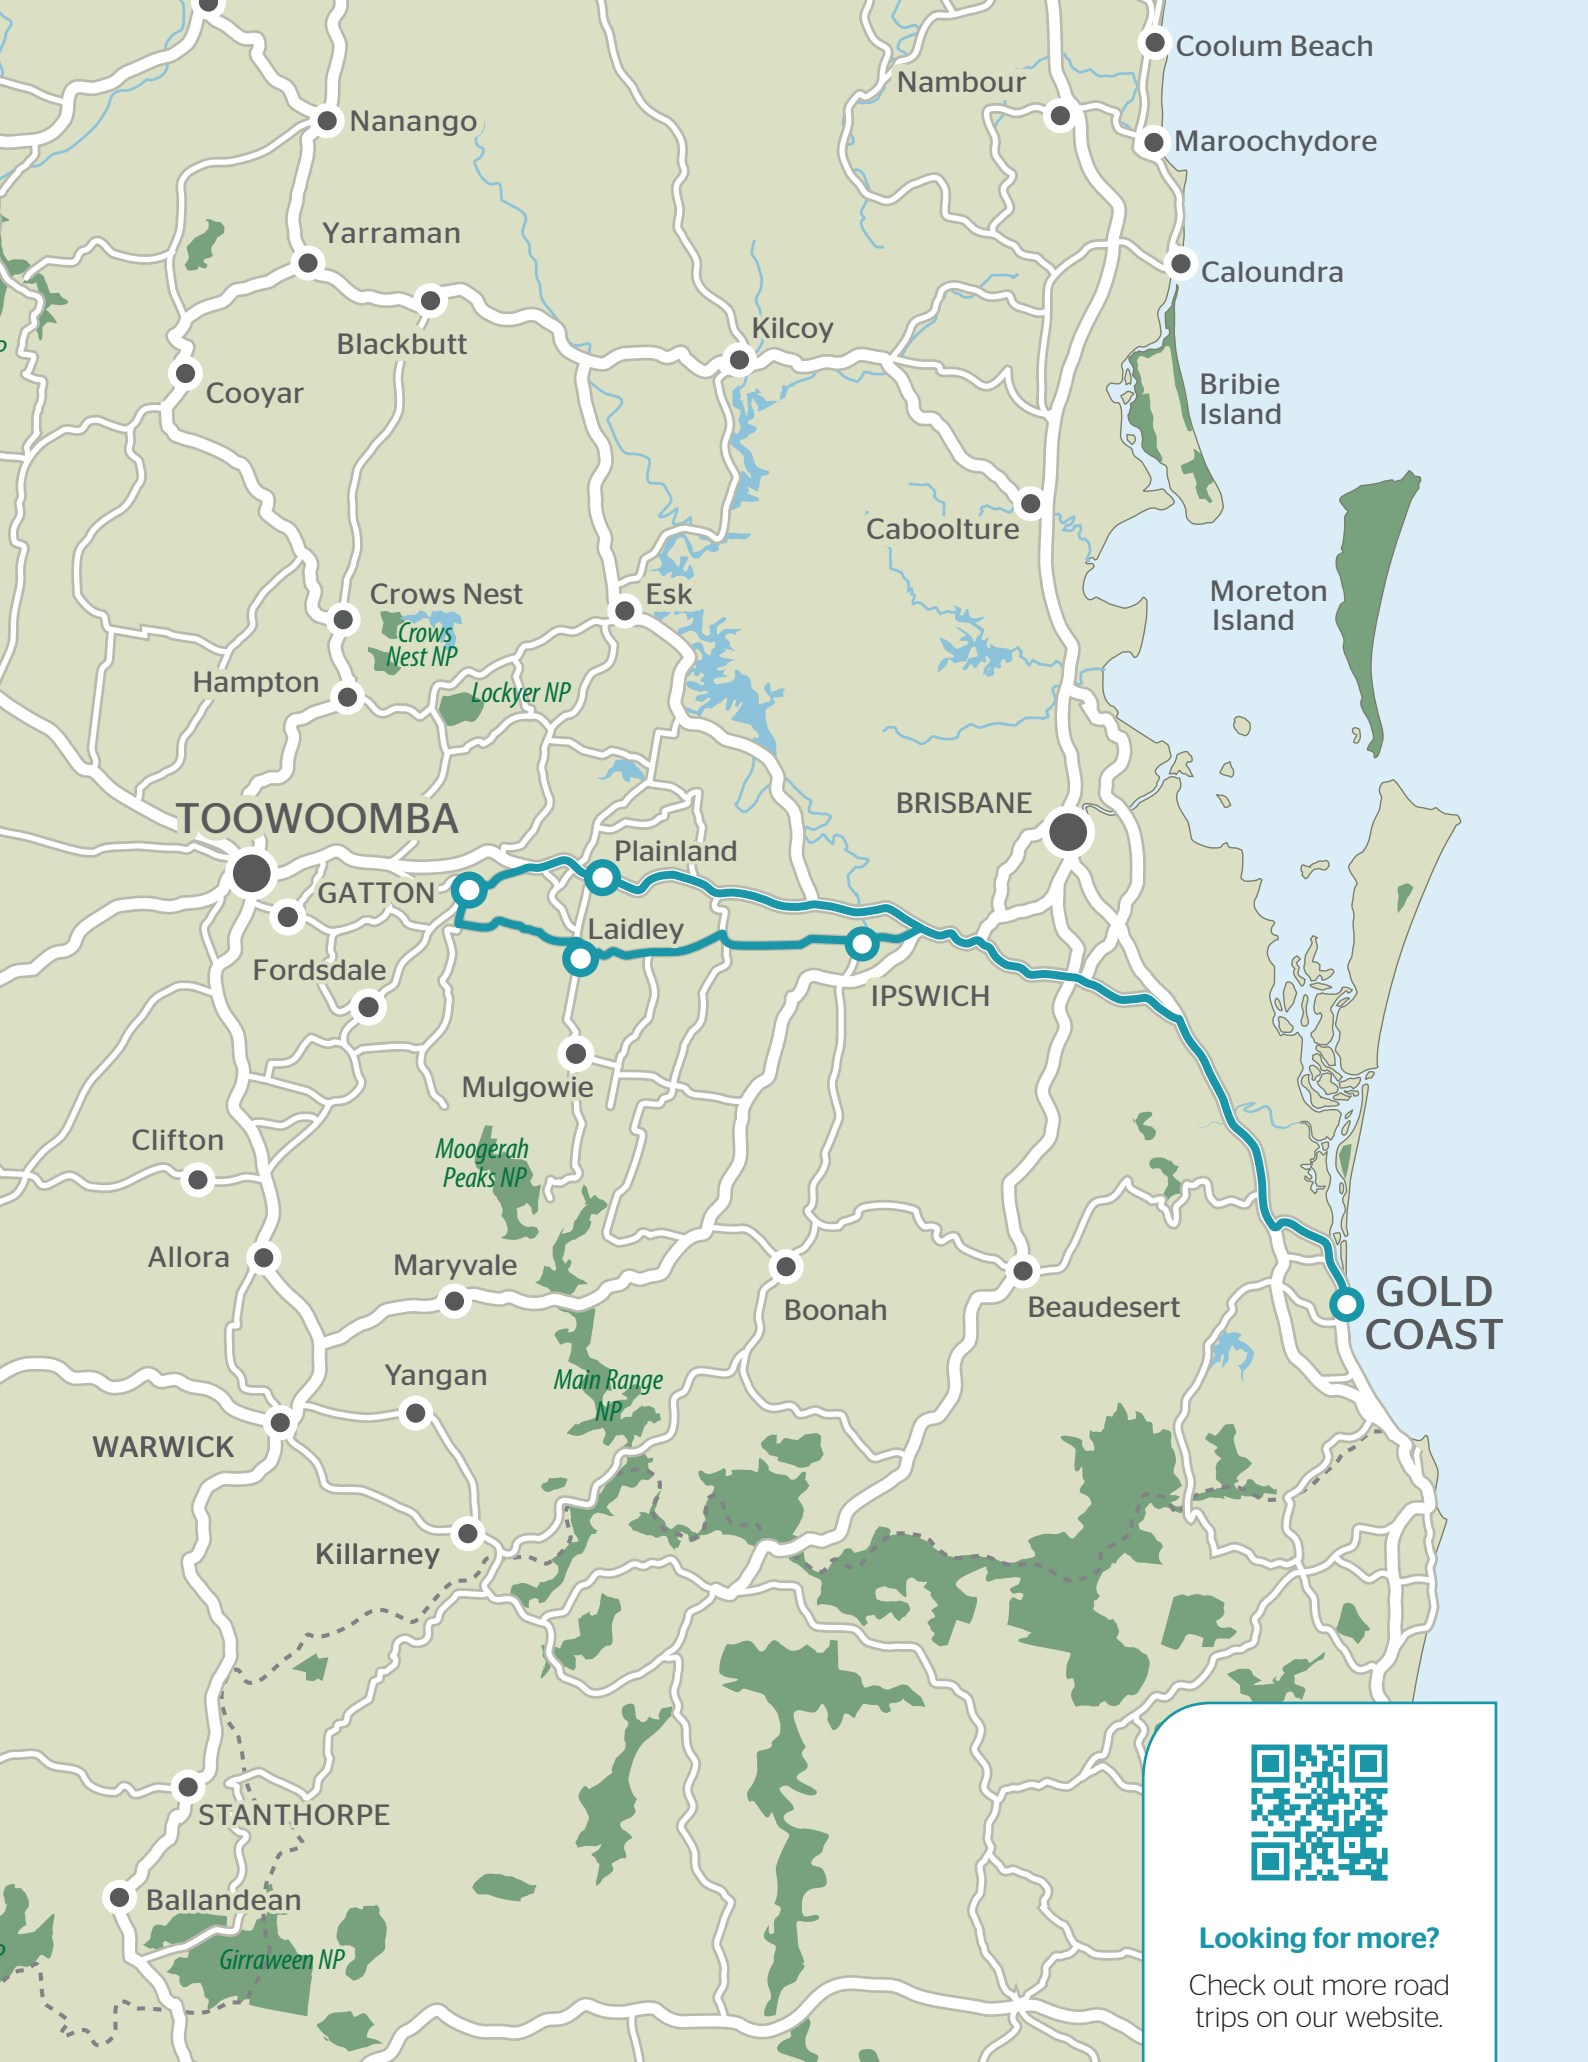 Coolum Beach
Nambour
Nanango
Maroochydore
Yarraman
Caloundra
Kilcoy
Blackbutt
Cooyar
Bribie
Island
Caboolture
Crows Nest
Esk
Moreton
Island
Crows
Nest NP
Hampton
Lockyer NP
BRISBANE
TOOWOOMBA
Plainland
GATTON
Laidley
Fordsdale
IPSWICH
Mulgowie
Clifton
Moogerah
Peaks NP
Allora
Maryvale
GOLD
COAST
Boonah
Beaudesert
Yangan
Main Range
NP
WARWICK
Killarney
STANTHORPE
Ballandean
Girraween NP
Looking for more?
Check out more road
trips on our website.